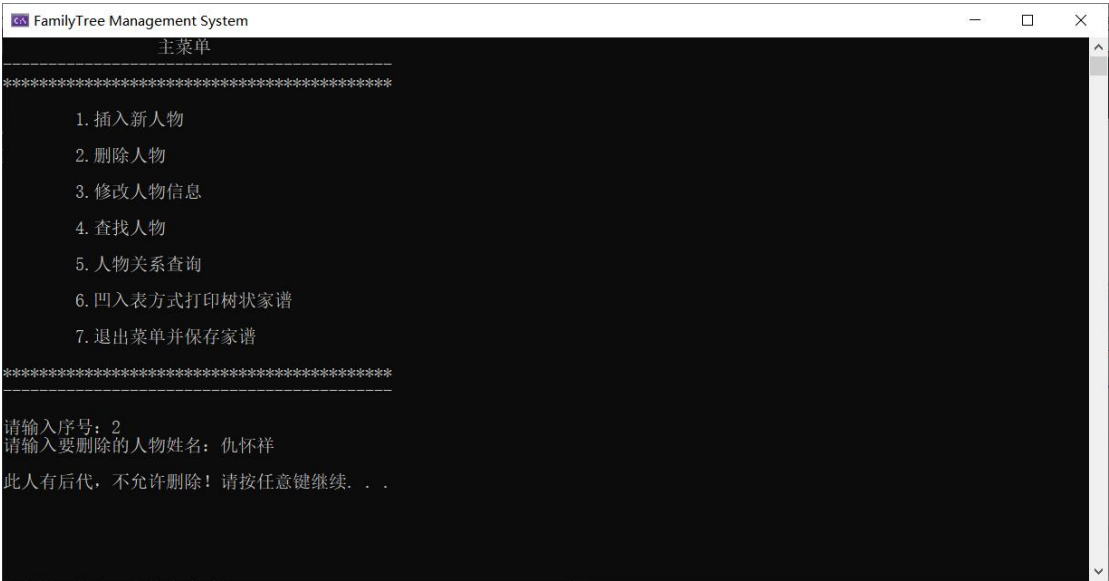 FamilyTree Management System
主菜单
-------------------------------------------
*******************************************
1.插入新人物
2.删除人物
3.修改人物信息
4.查找人物
5.人物关系查询
6.凹入表方式打印树状家谱
7.退出菜单并保存家谱
*******************************************
-------------------------------------------
请输入序号：2
请输入要删除的人物姓名：仇怀祥
此人有后代，不允许删除！请按任意键继续. . .